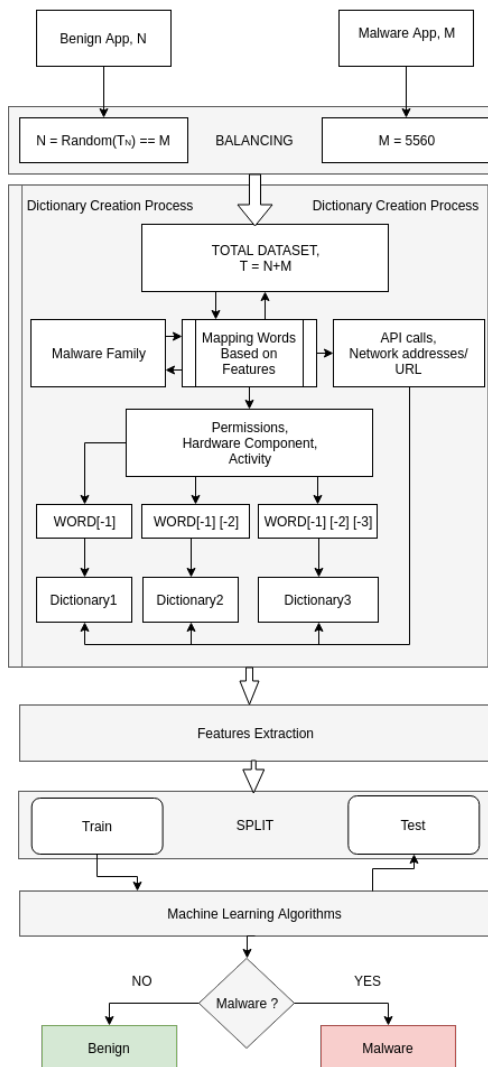 Benign App, N
Malware App, M
N = Random(Tɴ) == M
BALANCING
M = 5560
Dictionary Creation Process
Dictionary Creation Process
TOTAL DATASET,
T = N+M
Malware Family
Mapping Words
Based on
Features
API calls,
Network addresses/
URL
Permissions,
Hardware Component,
Activity
WORD[-1]
WORD[-1] [-2]
WORD[-1] [-2] [-3]
Dictionary1
Dictionary2
Dictionary3
Features Extraction
Train
SPLIT
Test
Machine Learning Algorithms
NO
Malware ?
YES
Benign
Malware